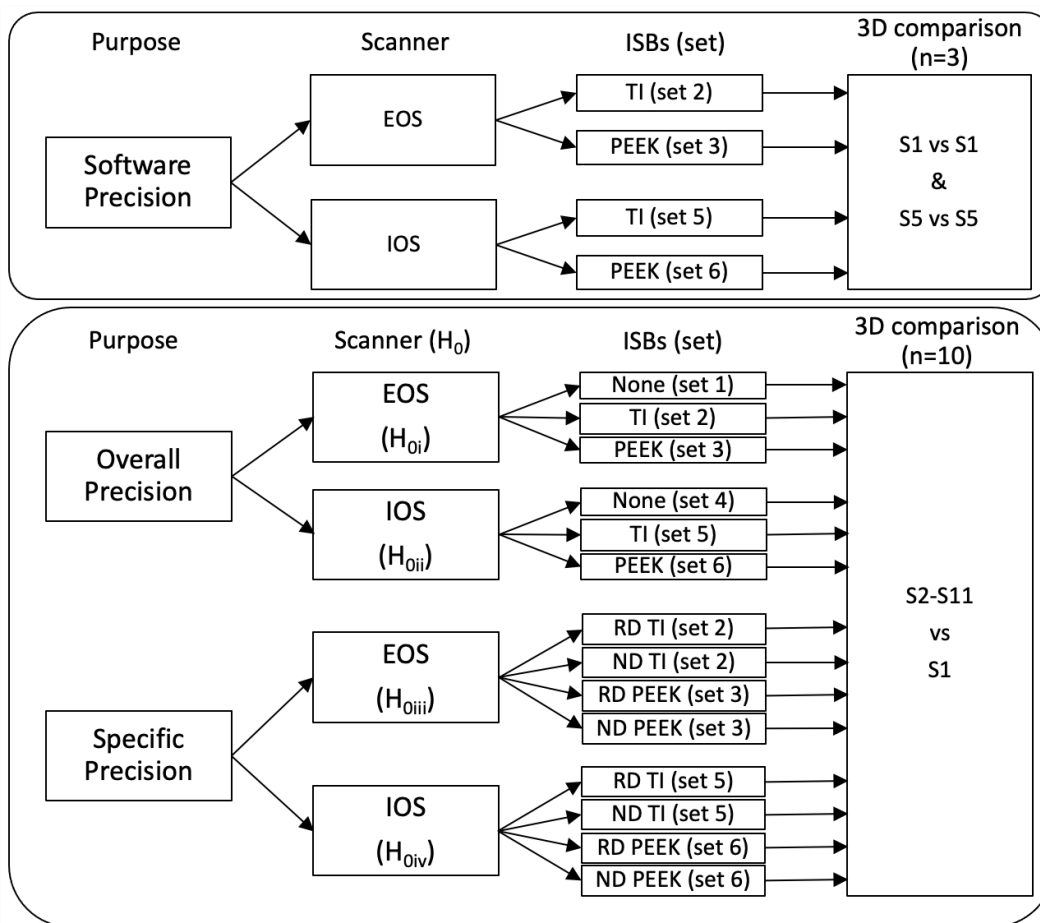 Purpose
Scanner
ISBs (set)
3D comparison
(n=3)
Software
Precision
EOS
TI (set 2)
PEEK (set 3)
IOS
TI (set 5)
PEEK (set 6)
S1 vs S1
&
S5 vs S5
Purpose
Scanner (H₀)
ISBs (set)
3D comparison
(n=10)
Overall
Precision
EOS
(H₀ᵢ)
None (set 1)
TI (set 2)
PEEK (set 3)
IOS
(H₀ᵢᵢ)
None (set 4)
TI (set 5)
PEEK (set 6)
Specific
Precision
EOS
(H₀ᵢᵢᵢ)
RD TI (set 2)
ND TI (set 2)
RD PEEK (set 3)
ND PEEK (set 3)
IOS
(H₀ᵢᵥ)
RD TI (set 5)
ND TI (set 5)
RD PEEK (set 6)
ND PEEK (set 6)
S2-S11
vs
S1